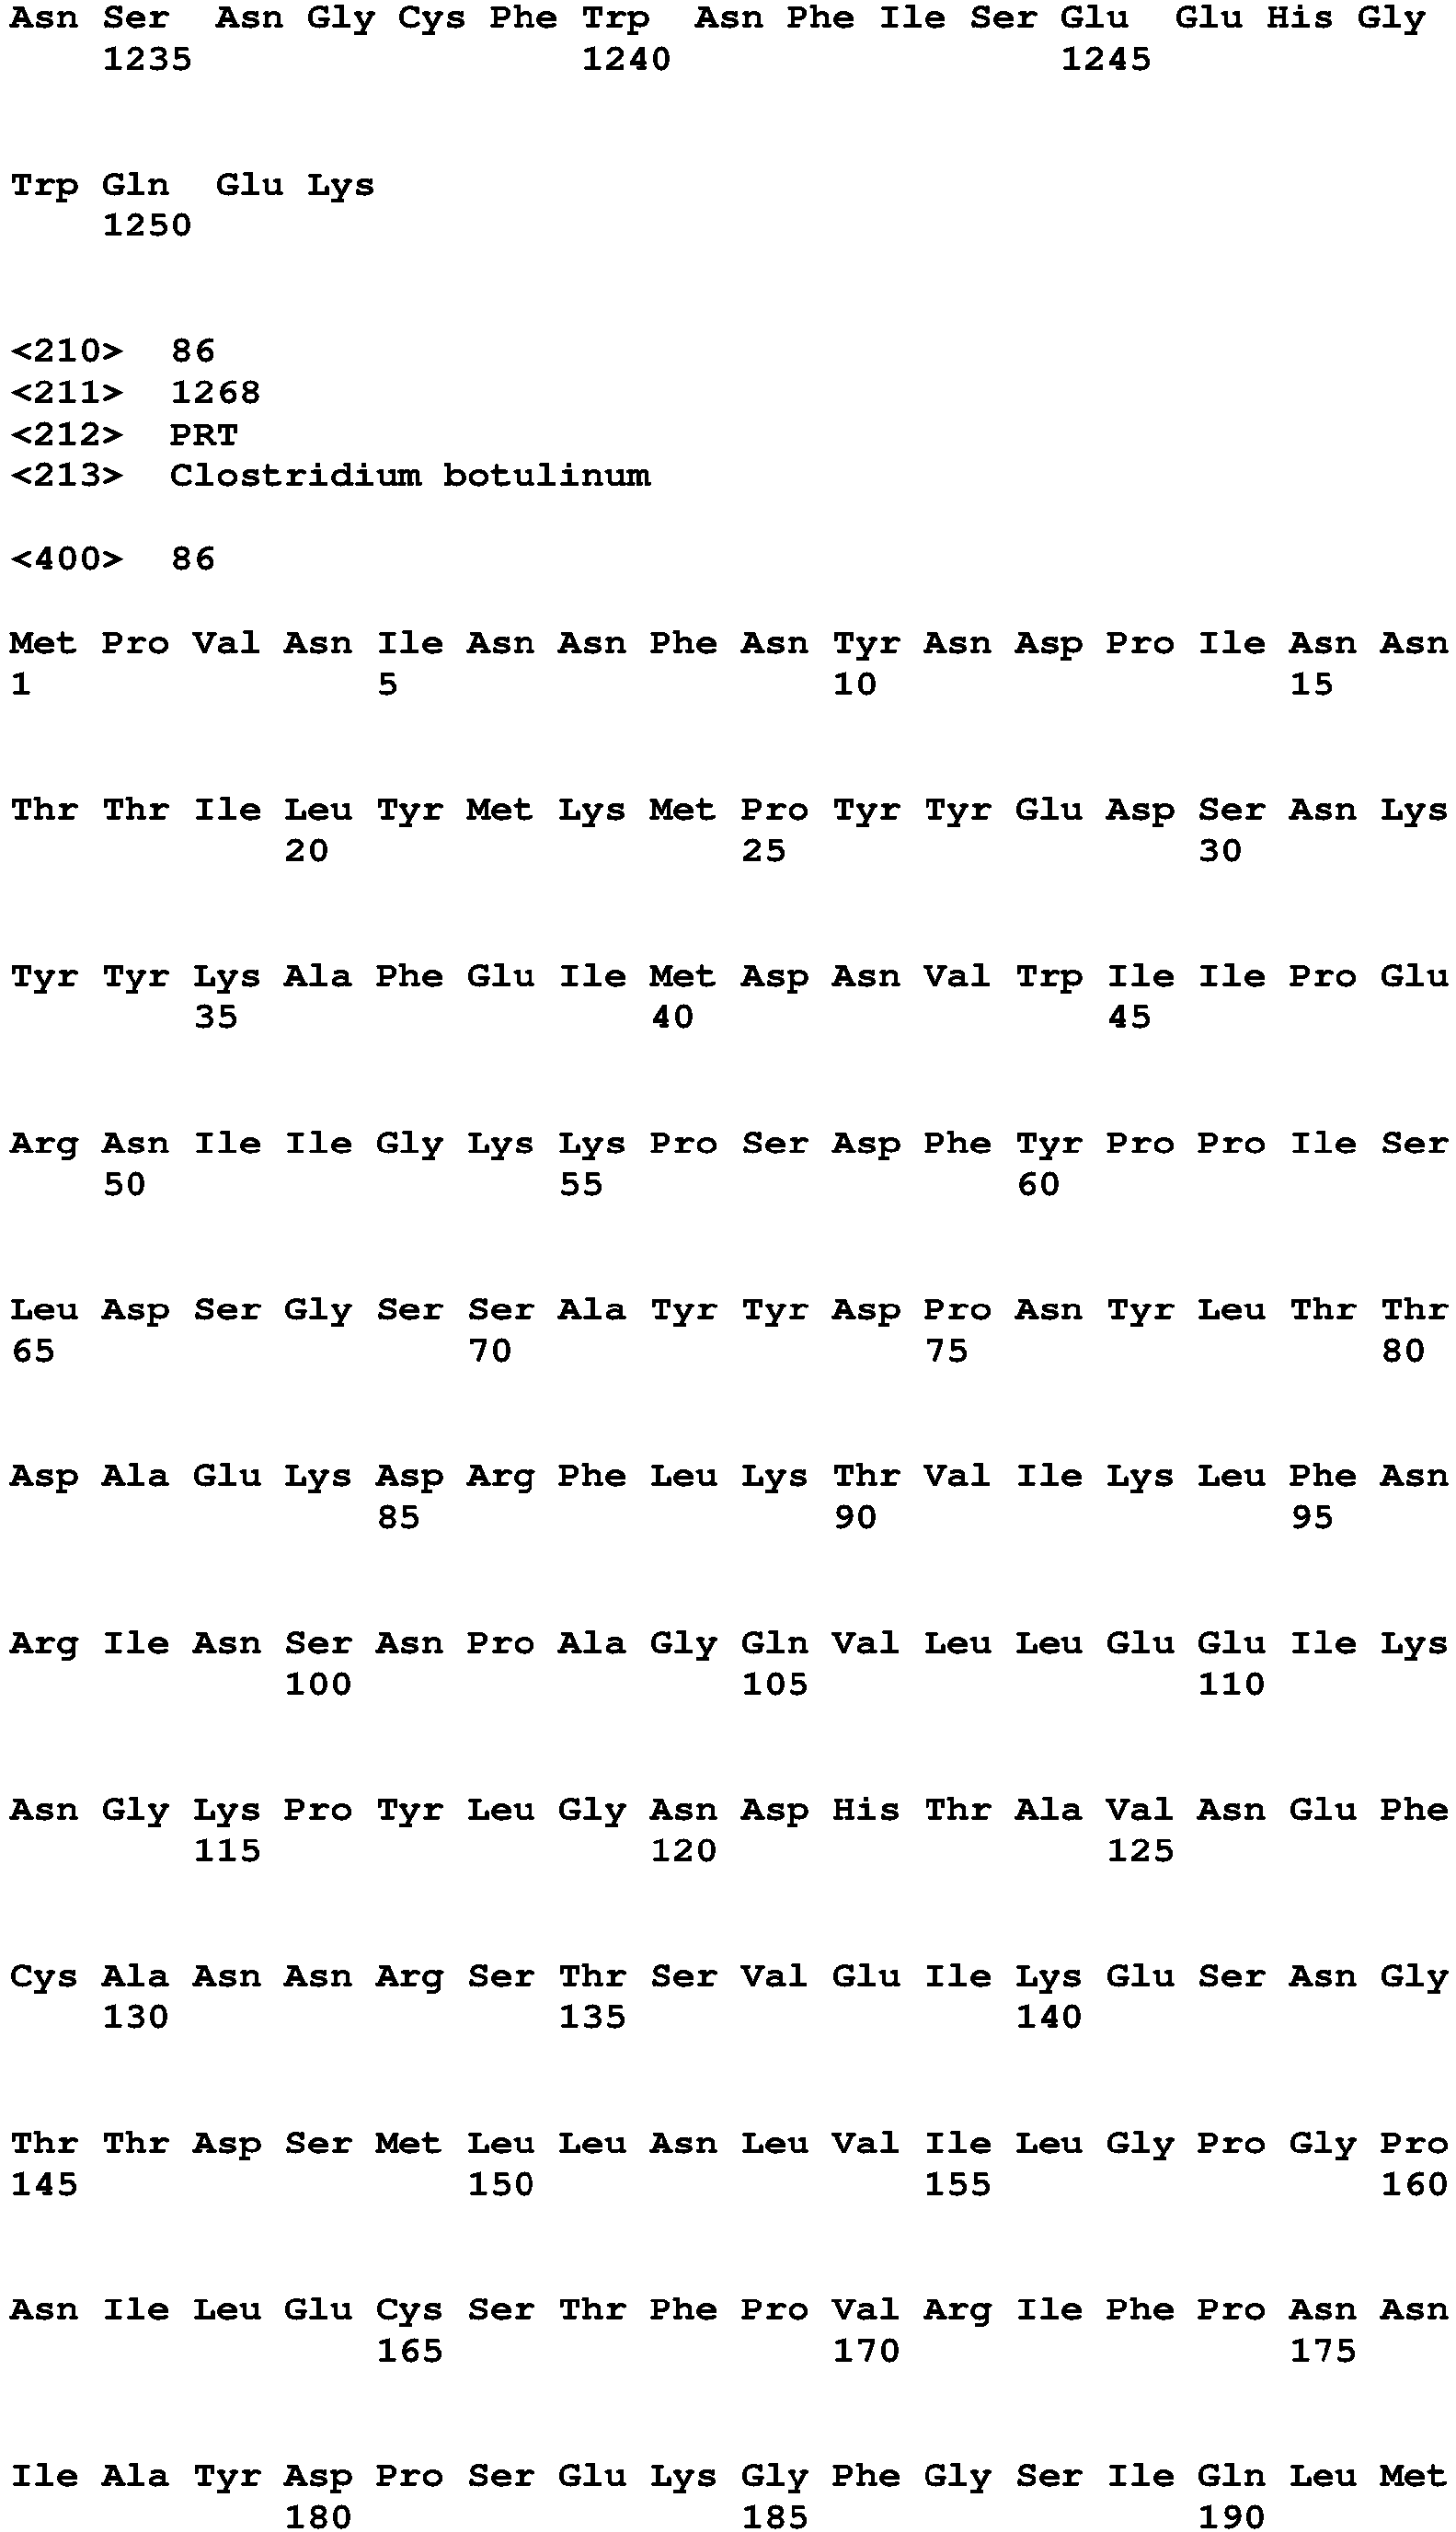 Asn Ser Asn Gly Cys Phe Trp Asn Phe Ile Ser Glu Glu His Gly
1235 1240 1245
Trp Gln Glu Lys
1250
<210> 86
<211> 1268
<212> PRT
<213> Clostridium botulinum
<400> 86
Met Pro Val Asn Ile Asn Asn Phe Asn Tyr Asn Asp Pro Ile Asn Asn
1 5 10 15
Thr Thr Ile Leu Tyr Met Lys Met Pro Tyr Tyr Glu Asp Ser Asn Lys
20 25 30
Tyr Tyr Lys Ala Phe Glu Ile Met Asp Asn Val Trp Ile Ile Pro Glu
35 40 45
Arg Asn Ile Ile Gly Lys Lys Pro Ser Asp Phe Tyr Pro Pro Ile Ser
50 55 60
Leu Asp Ser Gly Ser Ser Ala Tyr Tyr Asp Pro Asn Tyr Leu Thr Thr
65 70 75 80
Asp Ala Glu Lys Asp Arg Phe Leu Lys Thr Val Ile Lys Leu Phe Asn
85 90 95
Arg Ile Asn Ser Asn Pro Ala Gly Gln Val Leu Leu Glu Glu Ile Lys
100 105 110
Asn Gly Lys Pro Tyr Leu Gly Asn Asp His Thr Ala Val Asn Glu Phe
115 120 125
Cys Ala Asn Asn Arg Ser Thr Ser Val Glu Ile Lys Glu Ser Asn Gly
130 135 140
Thr Thr Asp Ser Met Leu Leu Asn Leu Val Ile Leu Gly Pro Gly Pro
145 150 155 160
Asn Ile Leu Glu Cys Ser Thr Phe Pro Val Arg Ile Phe Pro Asn Asn
165 170 175
Ile Ala Tyr Asp Pro Ser Glu Lys Gly Phe Gly Ser Ile Gln Leu Met
180 185 190